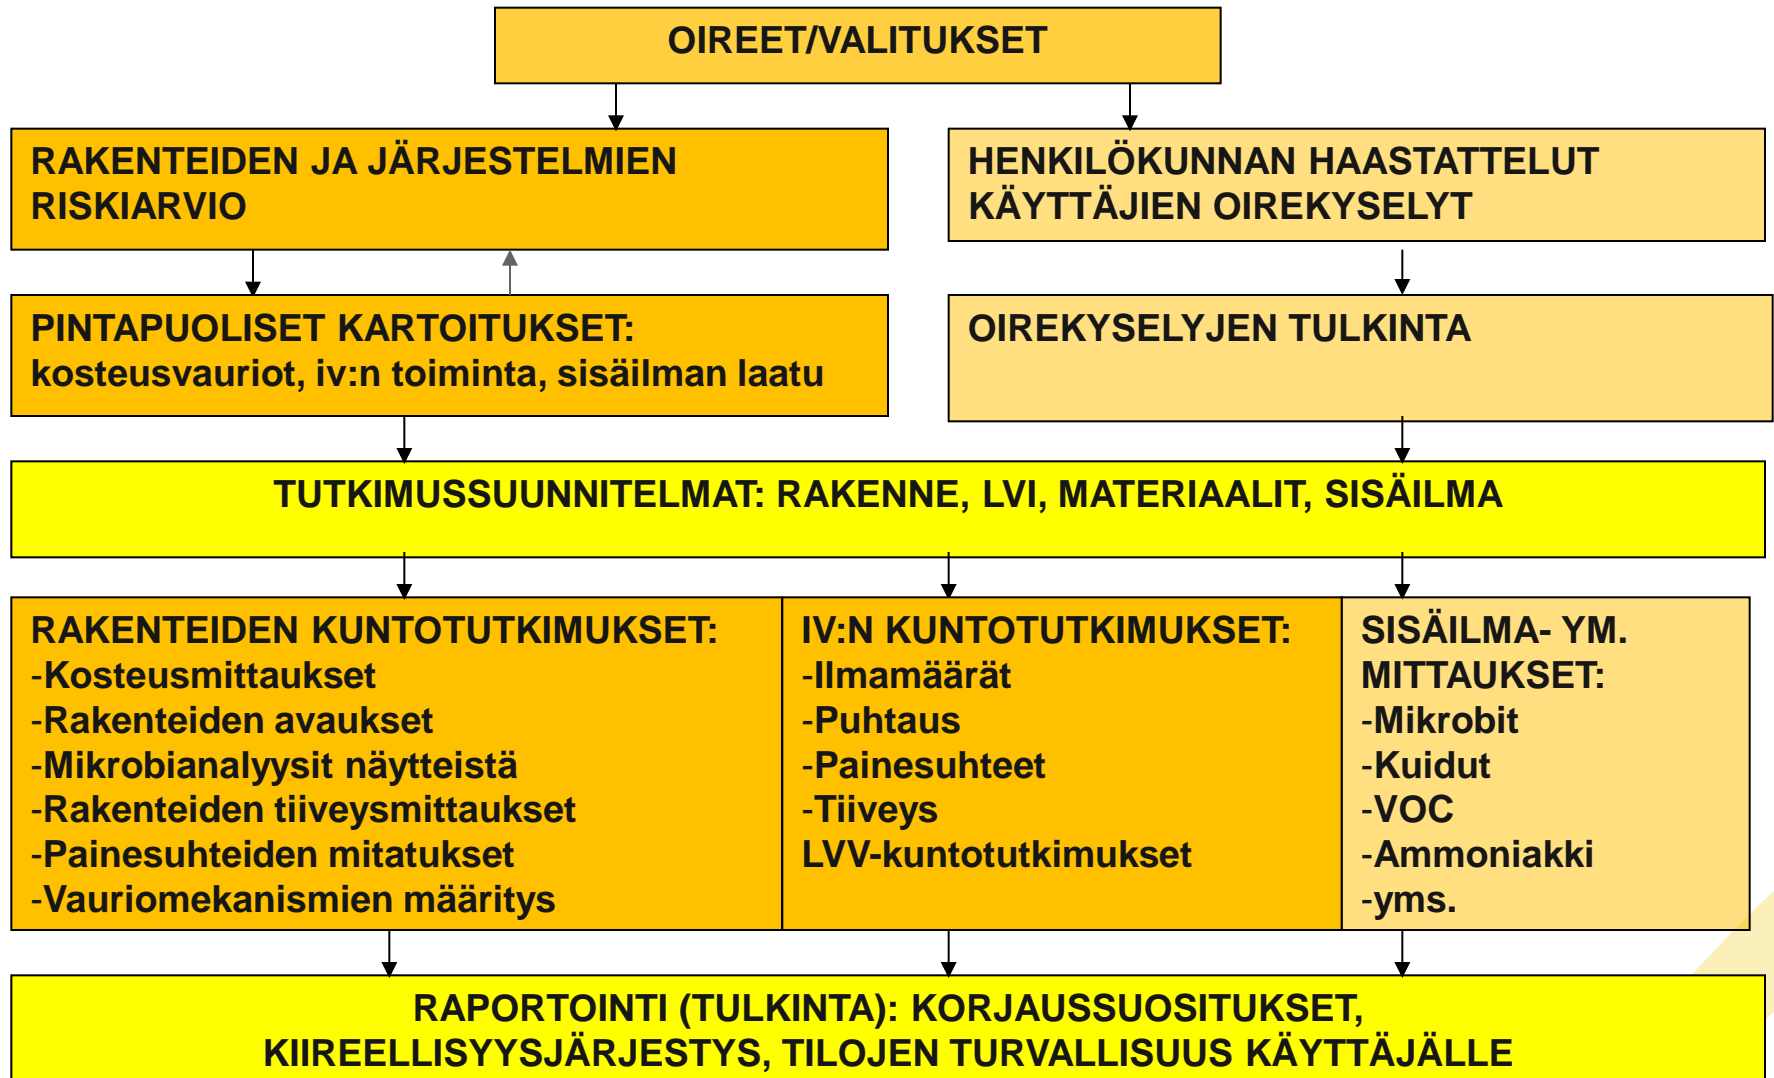 OIREET/VALITUKSET
RAKENTEIDEN JA JÄRJESTELMIEN
RISKIARVIO
HENKILÖKUNNAN HAASTATTELUT
KÄYTTÄJIEN OIREKYSELYT
PINTAPUOLISET KARTOITUKSET:
kosteusvauriot, iv:n toiminta, sisäilman laatu
OIREKYSELYJEN TULKINTA
TUTKIMUSSUUNNITELMAT: RAKENNE, LVI, MATERIAALIT, SISÄILMA
RAKENTEIDEN KUNTOTUTKIMUKSET:
-Kosteusmittaukset
-Rakenteiden avaukset
-Mikrobianalyysit näytteistä
-Rakenteiden tiiveysmittaukset
-Painesuhteiden mitatukset
-Vauriomekanismien määritys
IV:N KUNTOTUTKIMUKSET:
-Ilmamäärät
-Puhtaus
-Painesuhteet
-Tiiveys
LVV-kuntotutkimukset
SISÄILMA- YM.
MITTAUKSET:
-Mikrobit
-Kuidut
-VOC
-Ammoniakki
-yms.
RAPORTOINTI (TULKINTA): KORJAUSSUOSITUKSET,
KIIREELLISYYSJÄRJESTYS, TILOJEN TURVALLISUUS KÄYTTÄJÄLLE